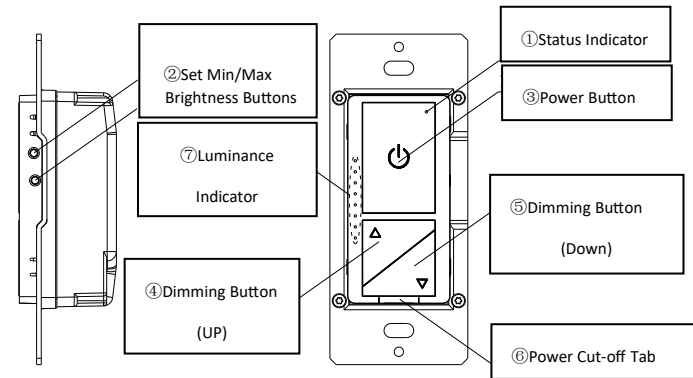 ①Status Indicator
②Set Min/Max
Brightness Buttons
③Power Button
⑦Luminance
Indicator
⑤Dimming Button
(Down)
④Dimming Button
(UP)
⑥Power Cut-off Tab